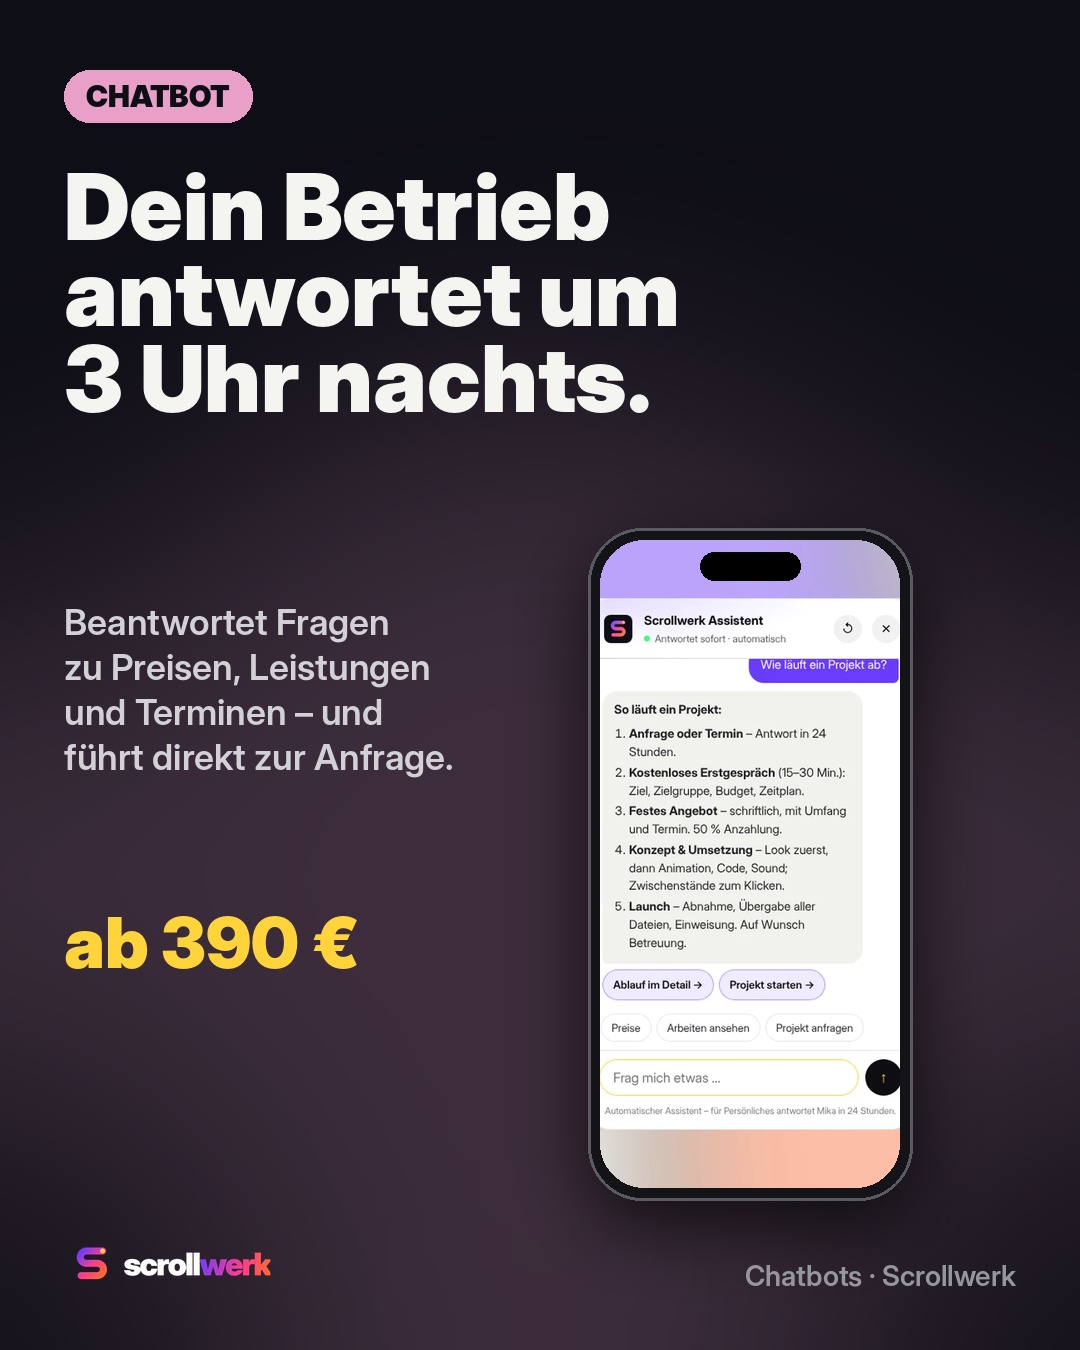 CHATBOT
Dein Betrieb
antwortet um
3 Uhr nachts.
Beantwortet Fragen
zu Preisen, Leistungen
und Terminen – und
führt direkt zur Anfrage.
ab 390 €
Scrollwerk Assistent
Antwortet sofort · automatisch
Wie läuft ein Projekt ab?
So läuft ein Projekt:
1. Anfrage oder Termin – Antwort in 24
Stunden.
2. Kostenloses Erstgespräch (15–30 Min.):
Ziel, Zielgruppe, Budget, Zeitplan.
3. Festes Angebot – schriftlich, mit Umfang
und Termin. 50 % Anzahlung.
4. Konzept & Umsetzung – Look zuerst,
dann Animation, Code, Sound;
Zwischenstände zum Klicken.
5. Launch – Abnahme, Übergabe aller
Dateien, Einweisung. Auf Wunsch
Betreuung.
Ablauf im Detail → Projekt starten →
Preise Arbeiten ansehen Projekt anfragen
Frag mich etwas ...
Automatischer Assistent – für Persönliches antwortet Mika in 24 Stunden.
scrollwerk
Chatbots · Scrollwerk